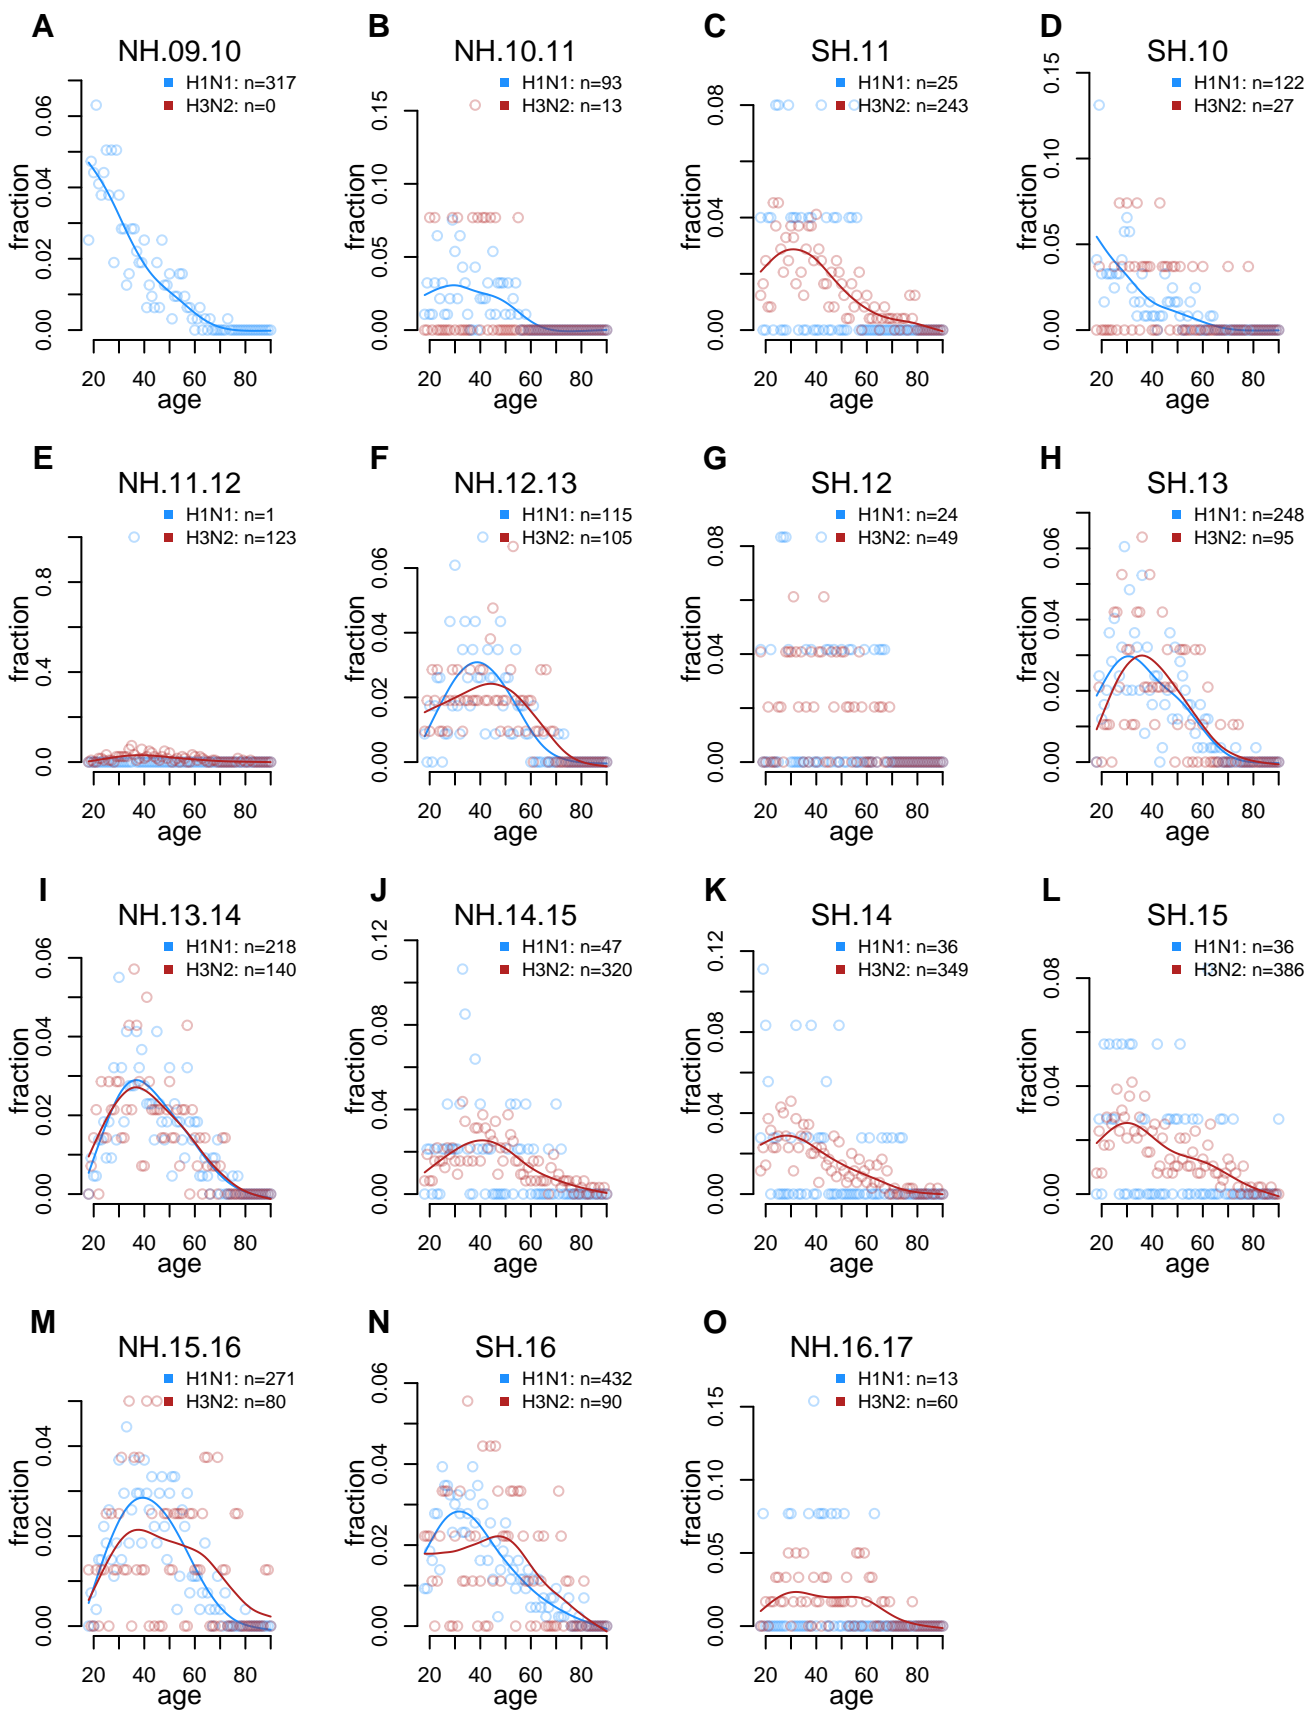 A
NH.09.10
H1N1: n=317
H3N2: n=0
fraction
0.00 0.02 0.04 0.06
20 40 60 80
age
B
NH.10.11
H1N1: n=93
H3N2: n=13
fraction
0.00 0.05 0.10 0.15
20 40 60 80
age
C
SH.11
H1N1: n=25
H3N2: n=243
fraction
0.00 0.04 0.08
20 40 60 80
age
D
SH.10
H1N1: n=122
H3N2: n=27
fraction
0.00 0.05 0.10 0.15
20 40 60 80
age
E
NH.11.12
H1N1: n=1
H3N2: n=123
fraction
0.0 0.4 0.8
20 40 60 80
age
F
NH.12.13
H1N1: n=115
H3N2: n=105
fraction
0.00 0.02 0.04 0.06
20 40 60 80
age
G
SH.12
H1N1: n=24
H3N2: n=49
fraction
0.00 0.04 0.08
20 40 60 80
age
H
SH.13
H1N1: n=248
H3N2: n=95
fraction
0.00 0.02 0.04 0.06
20 40 60 80
age
I
NH.13.14
H1N1: n=218
H3N2: n=140
fraction
0.00 0.02 0.04 0.06
20 40 60 80
age
J
NH.14.15
H1N1: n=47
H3N2: n=320
fraction
0.00 0.04 0.08 0.12
20 40 60 80
age
K
SH.14
H1N1: n=36
H3N2: n=349
fraction
0.00 0.04 0.08 0.12
20 40 60 80
age
L
SH.15
H1N1: n=36
H3N2: n=386
fraction
0.00 0.04 0.08
20 40 60 80
age
M
NH.15.16
H1N1: n=271
H3N2: n=80
fraction
0.00 0.02 0.04
20 40 60 80
age
N
SH.16
H1N1: n=432
H3N2: n=90
fraction
0.00 0.02 0.04 0.06
20 40 60 80
age
O
NH.16.17
H1N1: n=13
H3N2: n=60
fraction
0.00 0.05 0.10 0.15
20 40 60 80
age